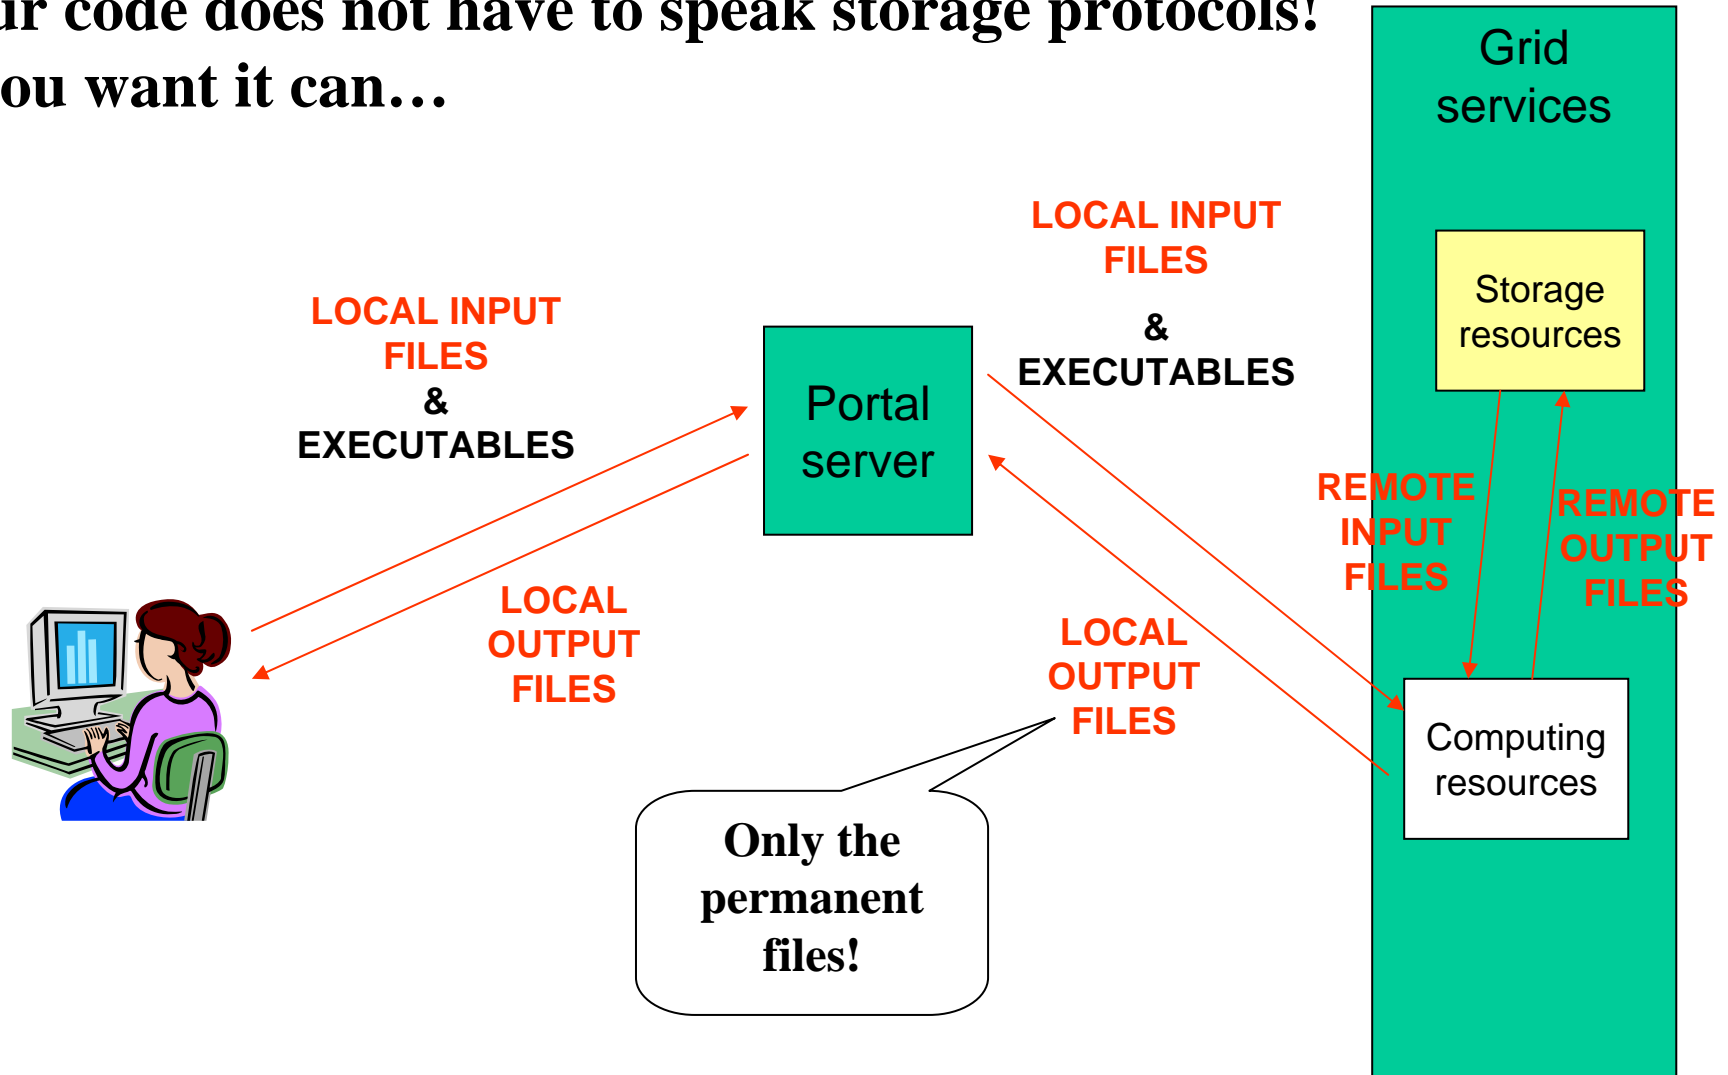 ur code does not have to speak storage protocols!
ou want it can…
Grid
services
LOCAL INPUT
FILES
&
EXECUTABLES
LOCAL INPUT
FILES
&
EXECUTABLES
Storage
resources
Portal
server
REMOTE
INPUT
FILES
REMOTE
OUTPUT
FILES
LOCAL
OUTPUT
FILES
LOCAL
OUTPUT
FILES
Computing
resources
Only the
permanent
files!